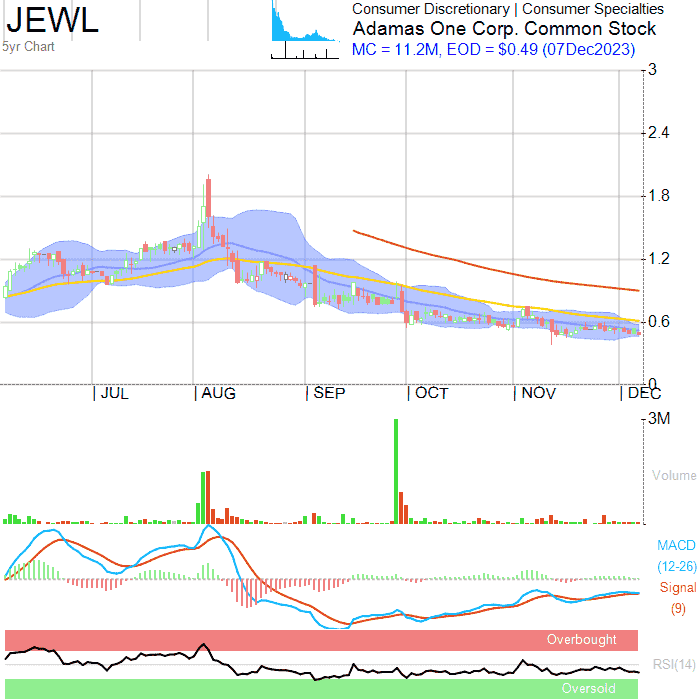 JEWL
5yr Chart
Consumer Discretionary | Consumer Specialties
Adamas One Corp. Common Stock
MC = 11.2M, EOD = $0.49 (07Dec2023)
3
2.4
1.8
1.2
0.6
0
JUL AUG SEP OCT NOV DEC
3M
Volume
MACD
(12-26)
Signal
(9)
Overbought
RSI(14)
Oversold